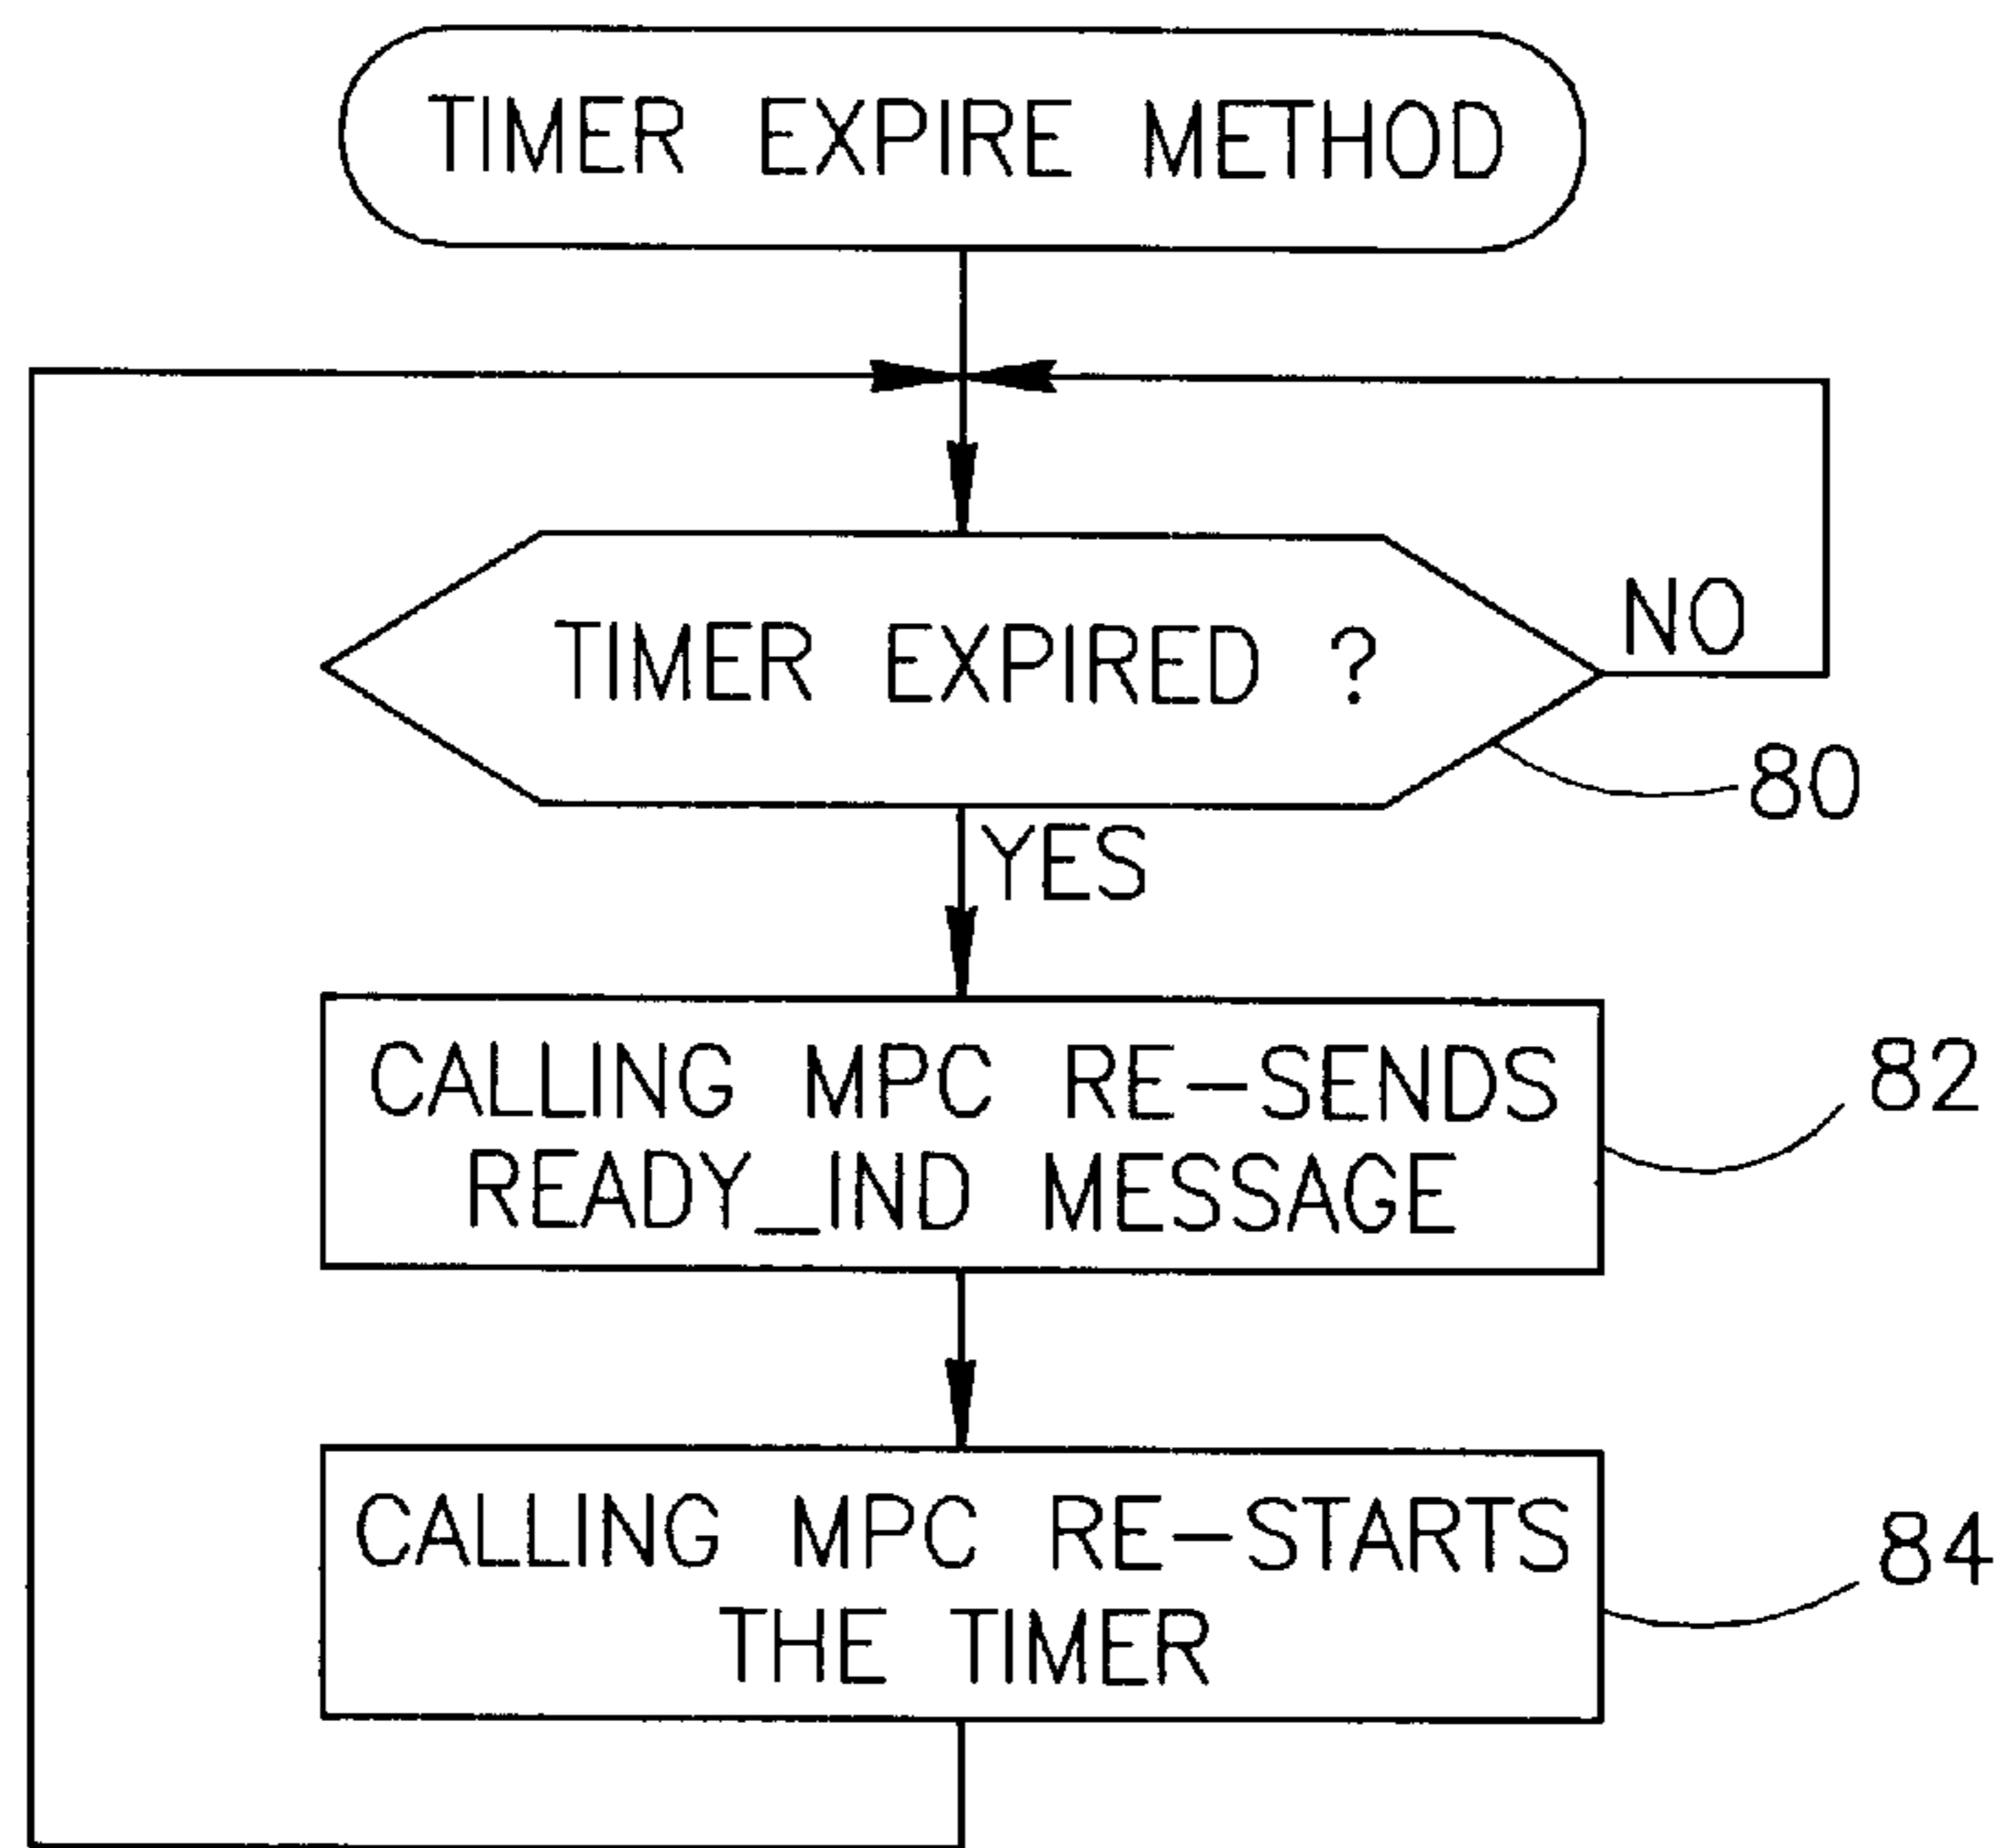 TIMER EXPIRE METHOD
TIMER EXPIRED ?
NO
80
YES
CALLING MPC RE-SENDS
READY_IND MESSAGE
82
CALLING MPC RE-STARTS
THE TIMER
84